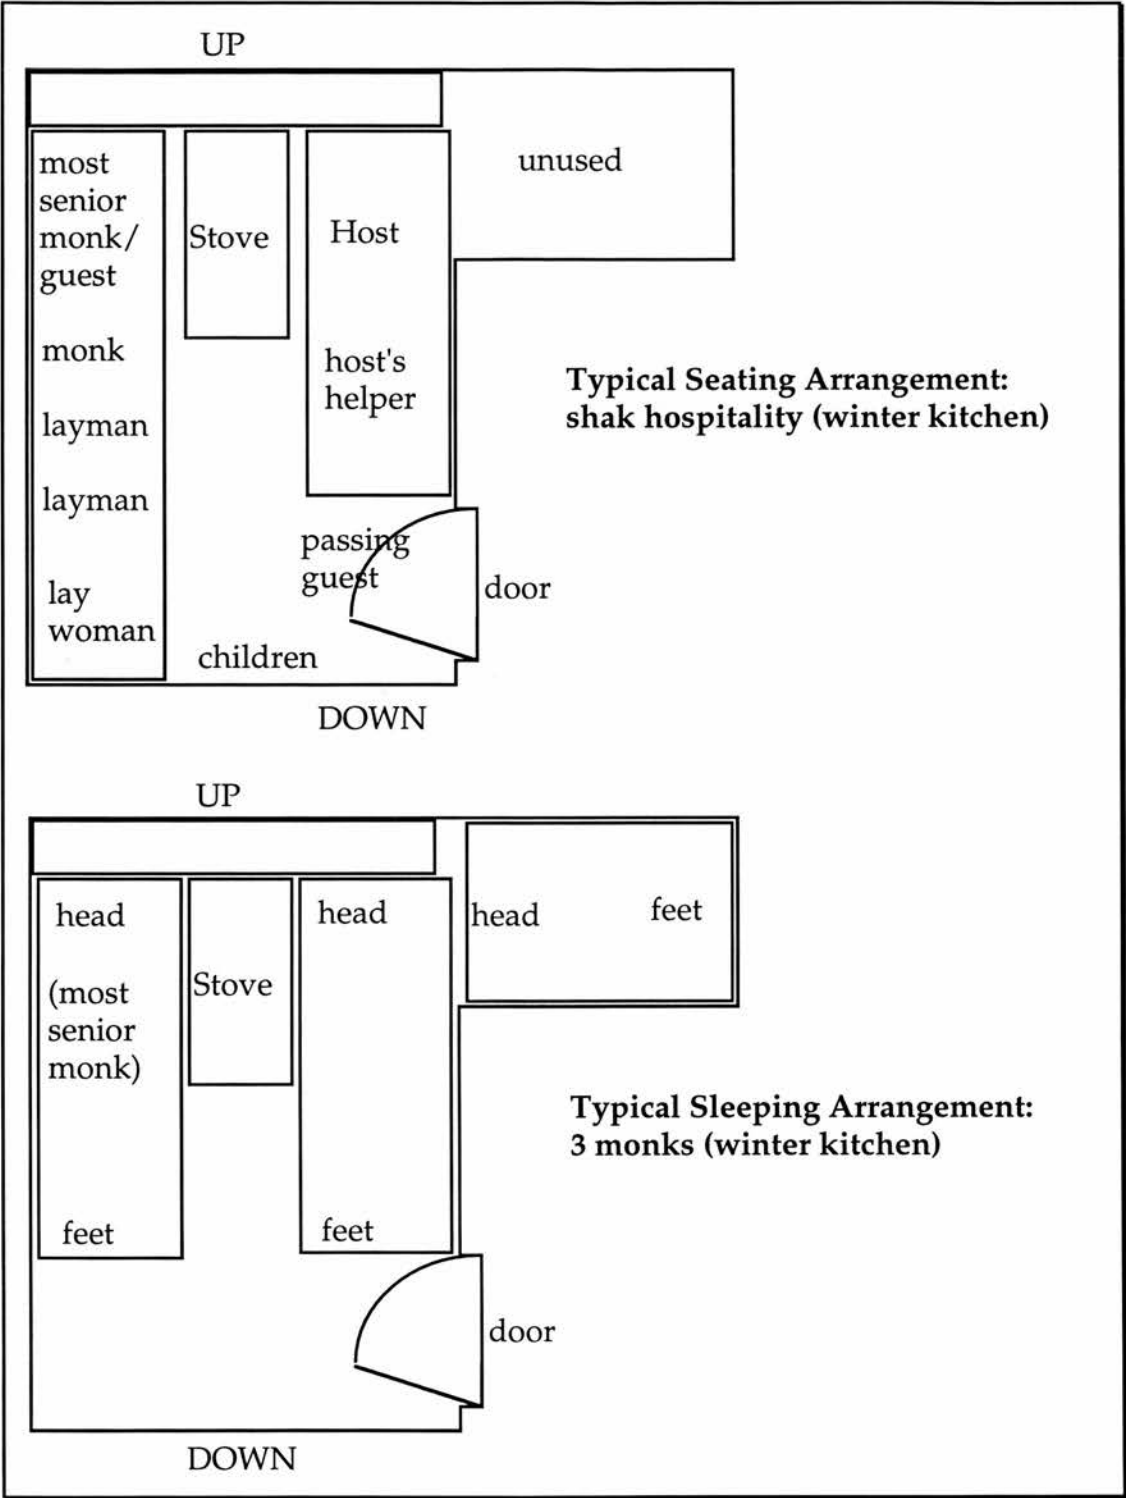 UP
most
senior
monk/
guest
monk
layman
layman
lay
woman
Stove
Host
host's
helper
passing
guest
children
unused
door
DOWN
Typical Seating Arrangement:
shak hospitality (winter kitchen)
UP
head
(most
senior
monk)
feet
Stove
head
feet
head
feet
door
DOWN
Typical Sleeping Arrangement:
3 monks (winter kitchen)